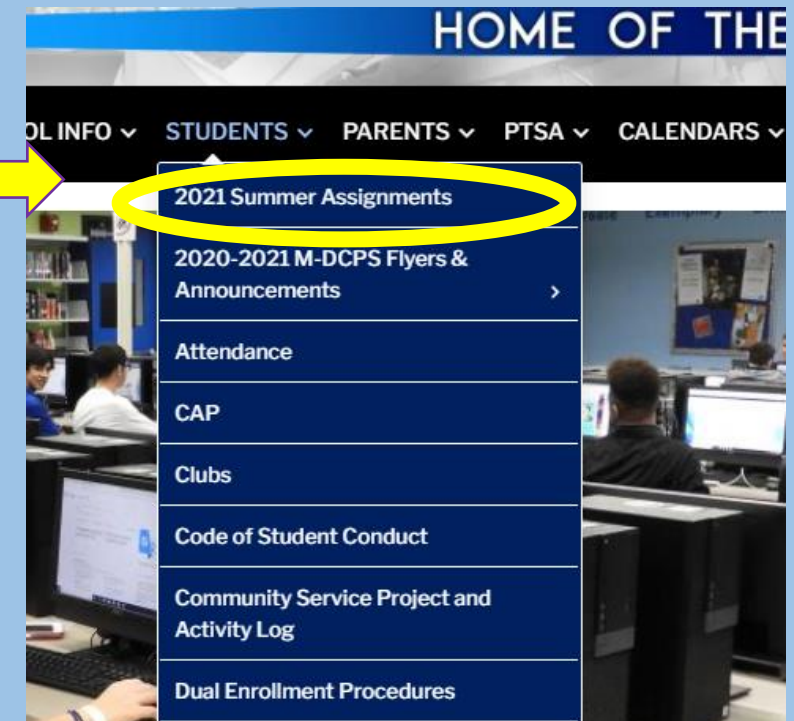 HOME OF THE
OL INFO STUDENTS PARENTS PTSA CALENDARS
2021 Summer Assignments
2020-2021 M-DCPS Flyers &
Announcements
Attendance
CAP
Clubs
Code of Student Conduct
Community Service Project and
Activity Log
Dual Enrollment Procedures